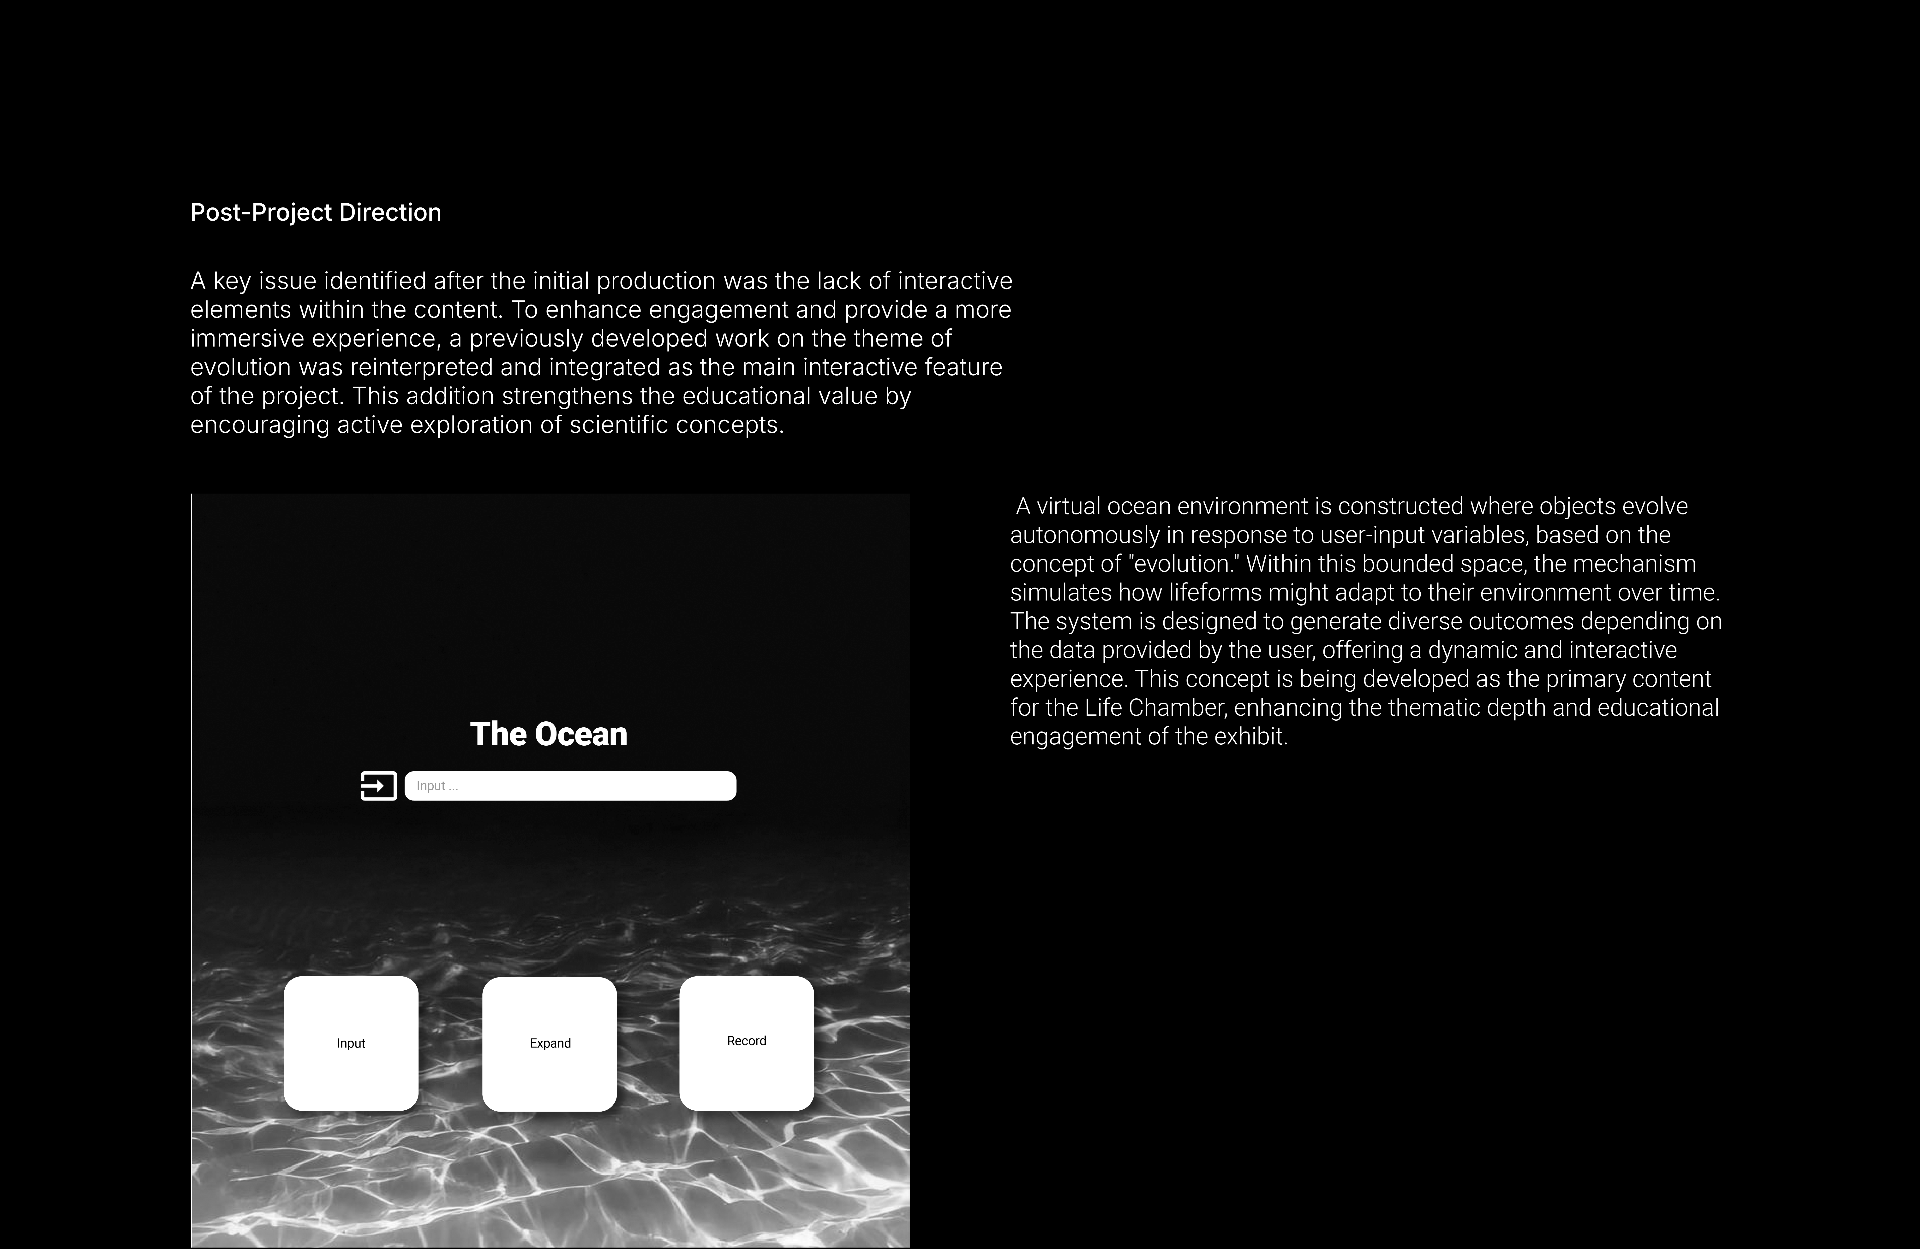 Post-Project Direction
A key issue identified after the initial production was the lack of interactive
elements within the content. To enhance engagement and provide a more
immersive experience, a previously developed work on the theme of
evolution was reinterpreted and integrated as the main interactive feature
of the project. This addition strengthens the educational value by
encouraging active exploration of scientific concepts.
The Ocean
Input ...
Input
Expand
Record
A virtual ocean environment is constructed where objects evolve
autonomously in response to user-input variables, based on the
concept of "evolution." Within this bounded space, the mechanism
simulates how lifeforms might adapt to their environment over time.
The system is designed to generate diverse outcomes depending on
the data provided by the user, offering a dynamic and interactive
experience. This concept is being developed as the primary content
for the Life Chamber, enhancing the thematic depth and educational
engagement of the exhibit.